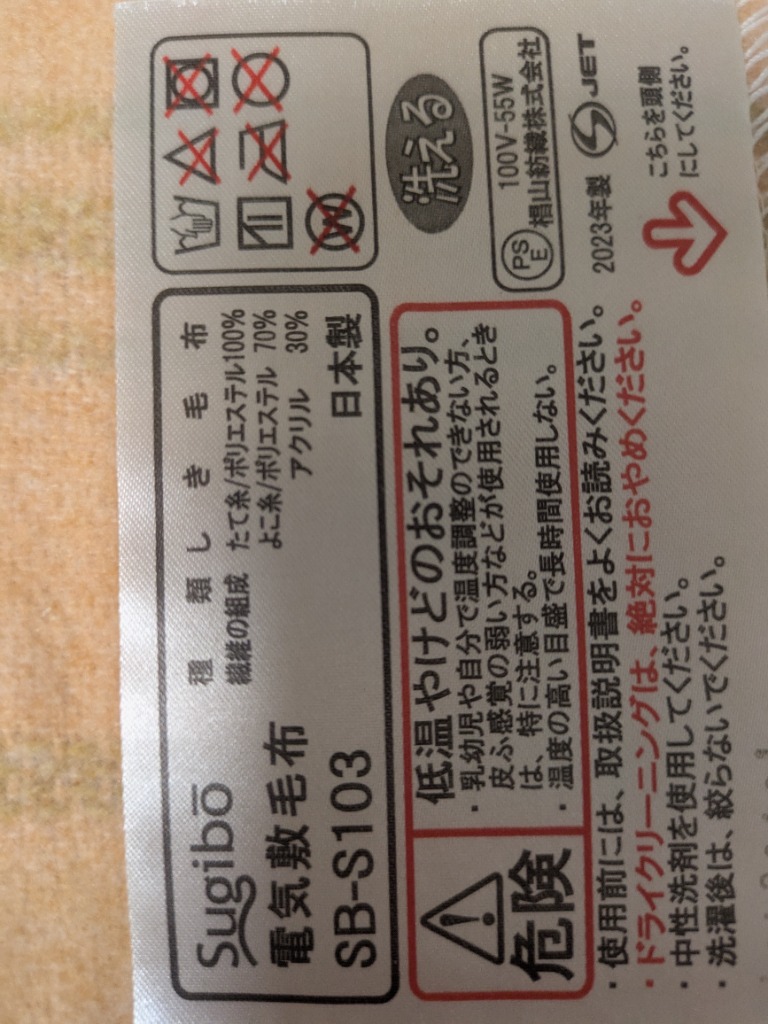 Sugibō
電気敷毛布
SB-S103
種類しき毛布
繊維の組成 たて糸/ポリエステル100%
よこ糸/ポリエステル 70%
アクリル 30%
日本製
危険
低温やけどのおそれあり。
・乳幼児や自分で温度調整のできない方、
皮ふ感覚の弱い方などが使用されるとき
は、特に注意する。
・温度の高い目盛で長時間使用しない。
・使用前には、取扱説明書をよくお読みください。
・ドライクリーニングは、絶対におやめください。
・中性洗剤を使用してください。
・洗濯後は、絞らないでください。
W
洗える
PS
E
100V-55W
椙山紡織株式会社
2023年製
JET
こちらを頭側
にしてください。